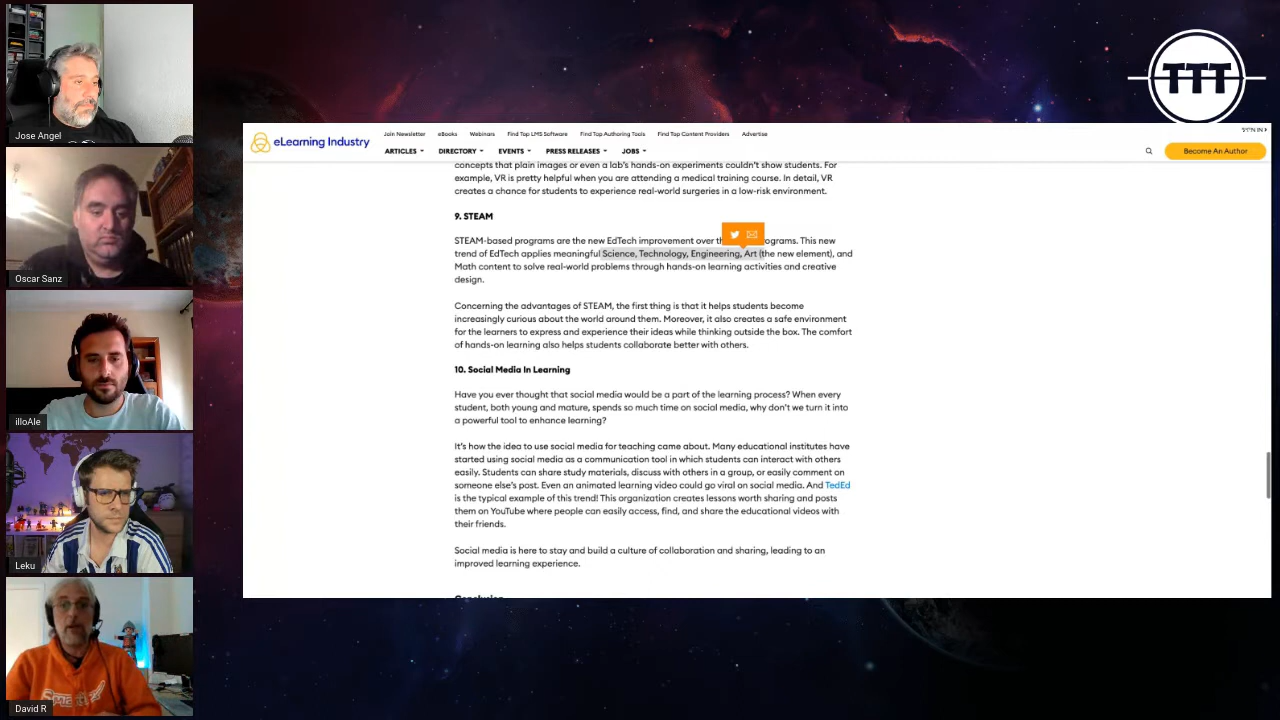 Jose Angel
Oscar Sanz
illoAle
Leku
David R
TTT
eLearning Industry
Join Newsletter eBooks Webinars Find Top LMS Software Find Top Authoring Tools Find Top Content Providers Advertise
ARTICLES DIRECTORY EVENTS PRESS RELEASES JOBS
Become An Author
concepts that plain images or even a lab's hands-on experiments couldn't show students. For
example, VR is pretty helpful when you are attending a medical training course. In detail, VR
creates a chance for students to experience real-world surgeries in a low-risk environment.
9. STEAM
STEAM-based programs are the new EdTech improvement over ograms. This new
trend of EdTech applies meaningful Science, Technology, Engineering, Art (the new element), and
Math content to solve real-world problems through hands-on learning activities and creative
design.
Concerning the advantages of STEAM, the first thing is that it helps students become
increasingly curious about the world around them. Moreover, it also creates a safe environment
for the learners to express and experience their ideas while thinking outside the box. The comfort
of hands-on learning also helps students collaborate better with others.
10. Social Media In Learning
Have you ever thought that social media would be a part of the learning process? When every
student, both young and mature, spends so much time on social media, why don't we turn it into
a powerful tool to enhance learning?
It's how the idea to use social media for teaching came about. Many educational institutes have
started using social media as a communication tool in which students can interact with others
easily. Students can share study materials, discuss with others in a group, or easily comment on
someone else's post. Even an animated learning video could go viral on social media. And TedEd
is the typical example of this trend! This organization creates lessons worth sharing and posts
them on YouTube where people can easily access, find, and share the educational videos with
their friends.
Social media is here to stay and build a culture of collaboration and sharing, leading to an
improved learning experience.
Conclusion